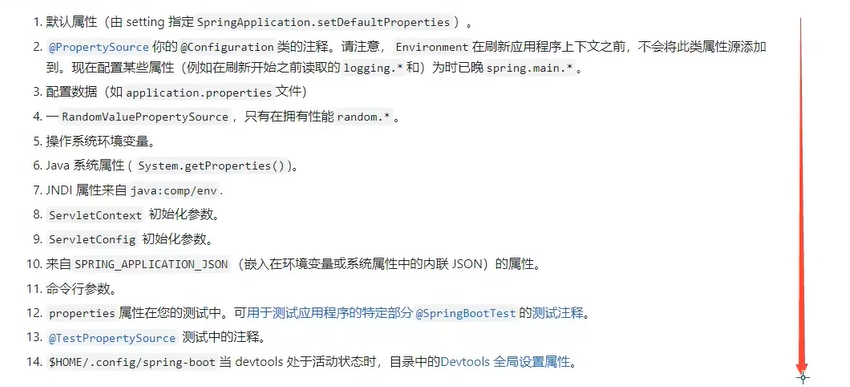 1. 默认属性（由 setting 指定 SpringApplication.setDefaultProperties ）。
2. @PropertySource 你的 @Configuration 类的注释。请注意， Environment 在刷新应用程序上下文之前，不会将此类属性源添加
到。现在配置某些属性（例如在刷新开始之前读取的 logging.* 和）为时已晚 spring.main.* 。
3. 配置数据（如 application.properties 文件）
4. 一 RandomValuePropertySource ，只有在拥有性能 random.* 。
5. 操作系统环境变量。
6. Java 系统属性 ( System.getProperties() )。
7. JNDI 属性来自 java:comp/env .
8. ServletContext 初始化参数。
9. ServletConfig 初始化参数。
10. 来自 SPRING_APPLICATION_JSON （嵌入在环境变量或系统属性中的内联 JSON）的属性。
11. 命令行参数。
12. properties 属性在您的测试中。可用于测试应用程序的特定部分 @SpringBootTest 的测试注释。
13. @TestPropertySource 测试中的注释。
14. $HOME/.config/spring-boot 当 devtools 处于活动状态时，目录中的Devtools 全局设置属性。